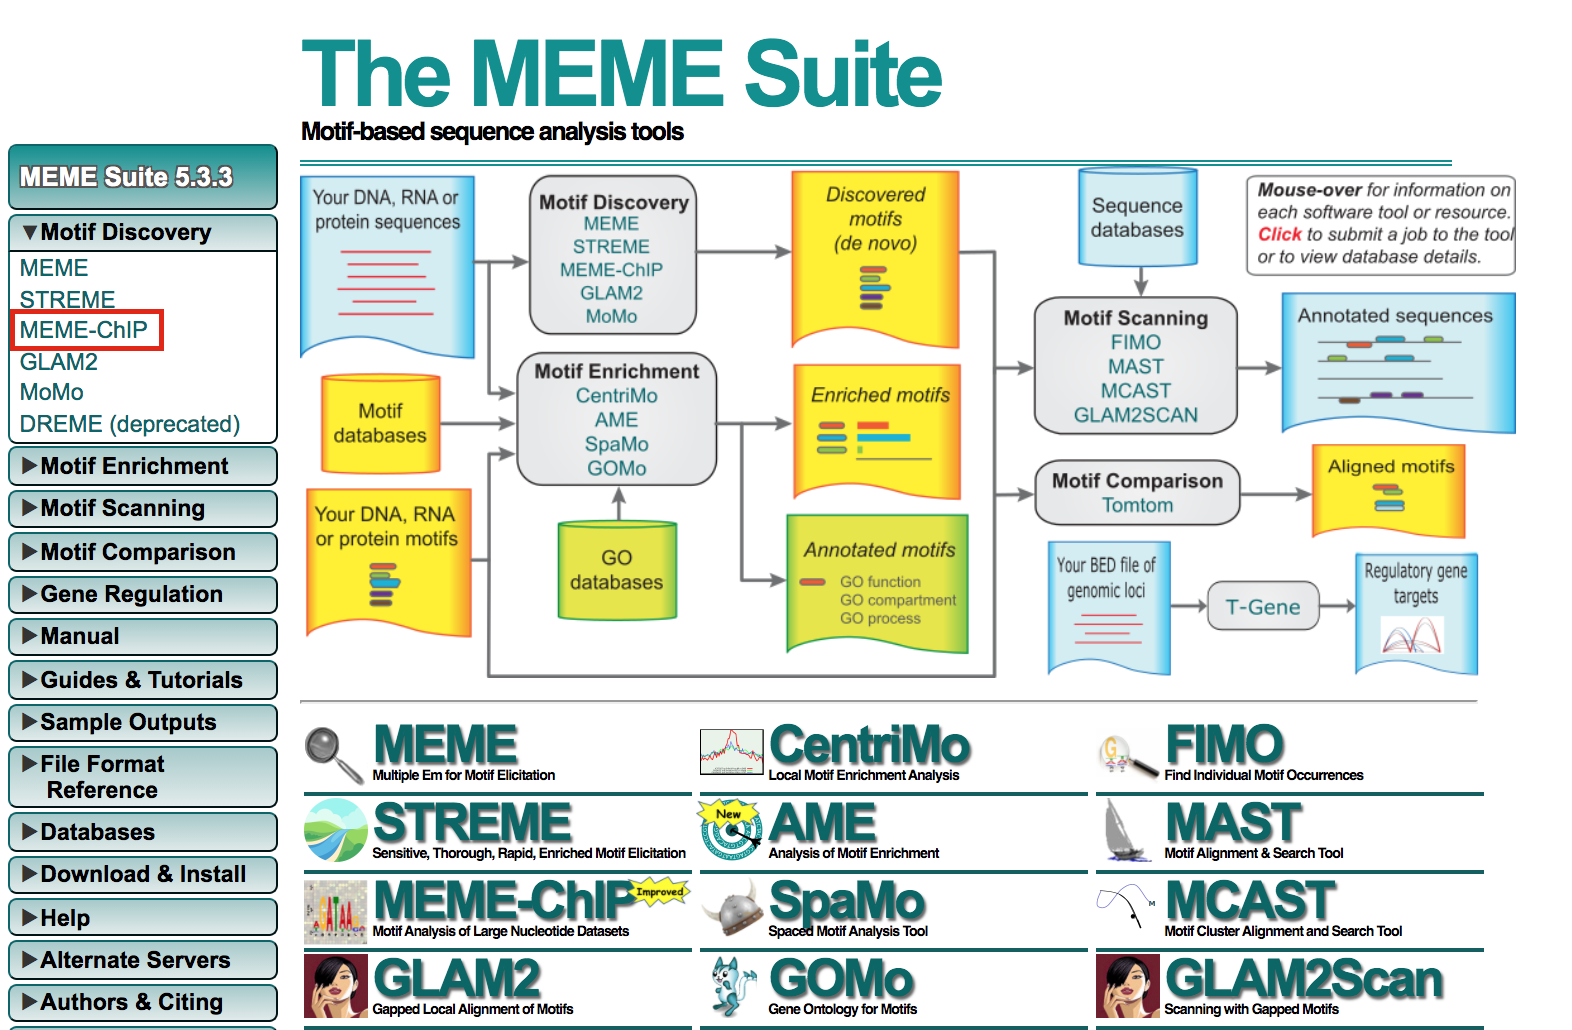 The MEME Suite
Motif-based sequence analysis tools
MEME Suite 5.3.3
▼Motif Discovery
MEME
STREME
MEME-ChIP
GLAM2
MoMo
DREME (deprecated)
▶Motif Enrichment
▶Motif Scanning
▶Motif Comparison
▶Gene Regulation
▶Manual
▶Guides & Tutorials
▶Sample Outputs
▶File Format
Reference
▶Databases
▶Download & Install
▶Help
▶Alternate Servers
▶Authors & Citing
Your DNA, RNA or
protein sequences
Motif
databases
Your DNA, RNA
or protein motifs
Motif Discovery
MEME
STREME
MEME-ChIP
GLAM2
MoMo
Motif Enrichment
CentriMo
AME
SpaMo
GOMo
GO
databases
Discovered
motifs
(de novo)
Enriched motifs
Annotated motifs
GO function
GO compartment
GO process
Sequence
databases
Mouse-over for information on
each software tool or resource.
Click to submit a job to the tool
or to view database details.
Motif Scanning
FIMO
MAST
MCAST
GLAM2SCAN
Annotated sequences
Motif Comparison
Tomtom
Aligned motifs
Your BED file of
genomic loci
T-Gene
Regulatory gene
targets
MEME
Multiple Em for Motif Elicitation
CentriMo
Local Motif Enrichment Analysis
FIMO
Find Individual Motif Occurrences
STREME
Sensitive, Thorough, Rapid, Enriched Motif Elicitation
New
AME
Analysis of Motif Enrichment
MAST
Motif Alignment & Search Tool
MEME-ChIP
Improved
Motif Analysis of Large Nucleotide Datasets
SpaMo
Spaced Motif Analysis Tool
MCAST
Motif Cluster Alignment and Search Tool
GLAM2
Gapped Local Alignment of Motifs
GOMo
Gene Ontology for Motifs
GLAM2Scan
Scanning with Gapped Motifs